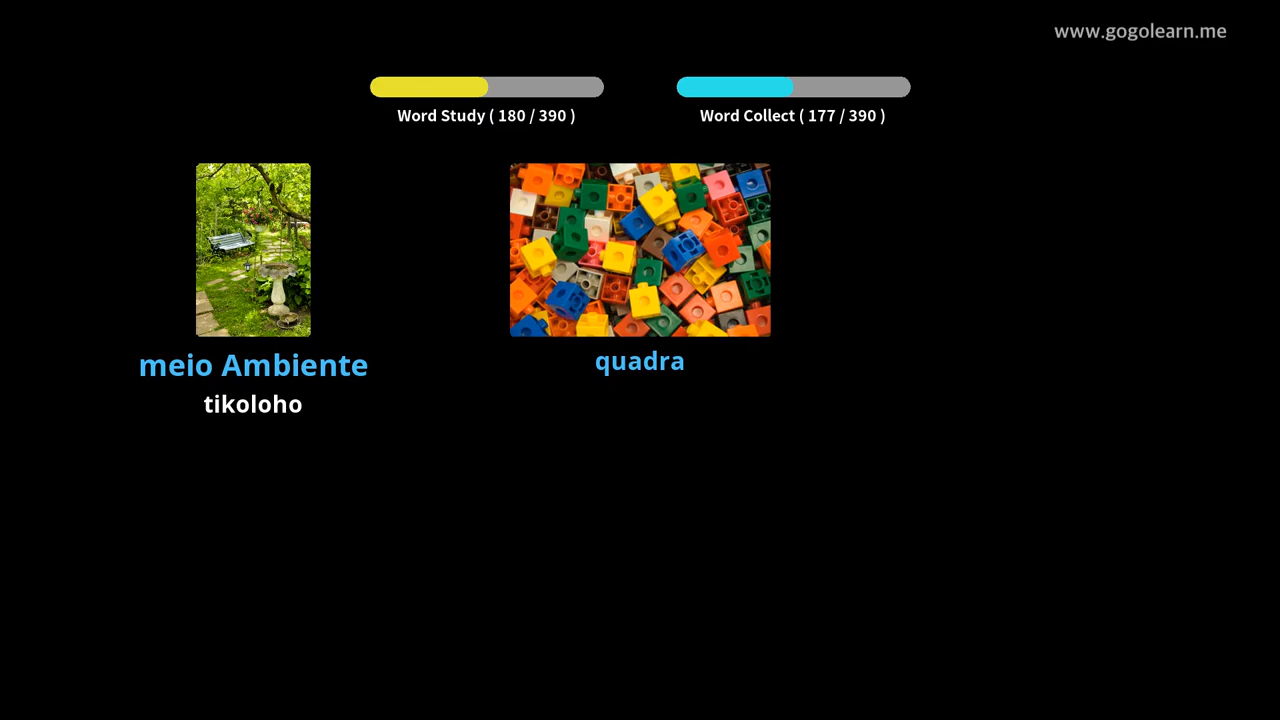 www.gogolearn.me
Word Study ( 180 / 390 )
Word Collect ( 177 / 390 )
meio Ambiente
tikoloho
quadra